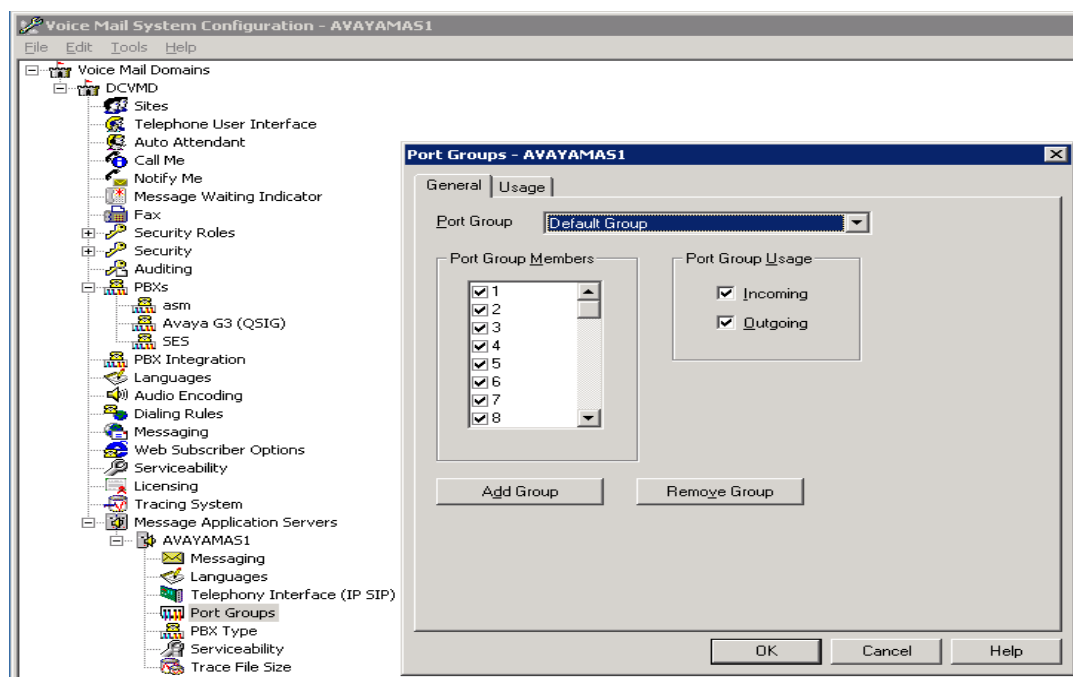 Voice Mail System Configuration - AVAYAMAS1
File Edit Tools Help
Voice Mail Domains
DCVMD
Sites
Telephone User Interface
Auto Attendant
Call Me
Notify Me
Message Waiting Indicator
Fax
Security Roles
Security
Auditing
PBXs
asm
Avaya G3 (QSIG)
SES
PBX Integration
Languages
Audio Encoding
Dialing Rules
Messaging
Web Subscriber Options
Serviceability
Licensing
Tracing System
Message Application Servers
AVAYAMAS1
Messaging
Languages
Telephony Interface (IP SIP)
Port Groups
PBX Type
Serviceability
Trace File Size
Port Groups - AVAYAMAS1
General Usage
Port Group Default Group
Port Group Members
1
2
3
4
5
6
7
8
Port Group Usage
Incoming
Outgoing
Add Group Remove Group
OK Cancel Help